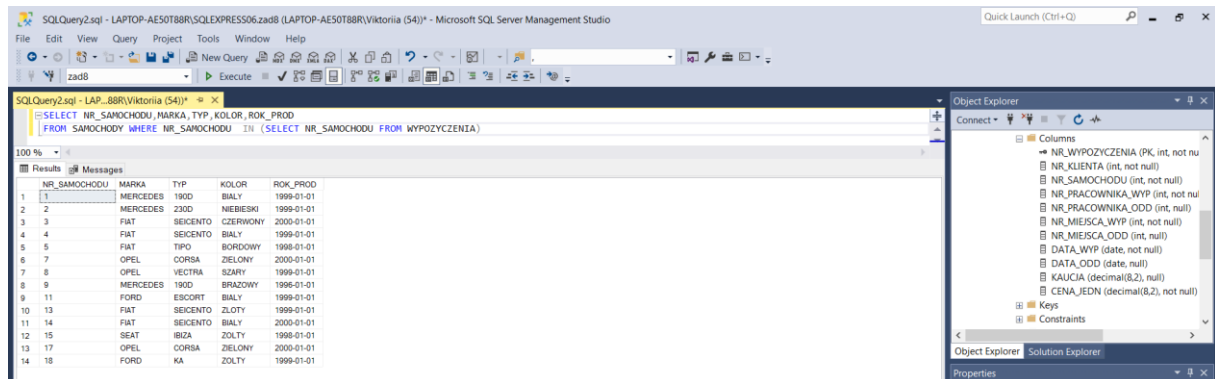 SQLQuery2.sql - LAPTOP-AE50T88R\SQLEXPRESS06.zad8 (LAPTOP-AE50T88R\Viktoriia (54))* - Microsoft SQL Server Management Studio
Quick Launch (Ctrl+Q)
File Edit View Query Project Tools Window Help
New Query
zad8 Execute
SQLQuery2.sql - LAP...88R\Viktoriia (54))*
SELECT NR_SAMOCHODU,MARKA,TYP,KOLOR,ROK_PROD
FROM SAMOCHODY WHERE NR_SAMOCHODU IN (SELECT NR_SAMOCHODU FROM WYPOZYCZENIA)
100 %
Results Messages
NR_SAMOCHODU MARKA TYP KOLOR ROK_PROD
1 1 MERCEDES 190D BIALY 1999-01-01
2 2 MERCEDES 230D NIEBIESKI 1999-01-01
3 3 FIAT SEICENTO CZERWONY 2000-01-01
4 4 FIAT SEICENTO BIALY 1999-01-01
5 5 FIAT TIPO BORDOWY 1998-01-01
6 7 OPEL CORSA ZIELONY 2000-01-01
7 8 OPEL VECTRA SZARY 1999-01-01
8 9 MERCEDES 190D BRAZOWY 1996-01-01
9 11 FORD ESCORT BIALY 1999-01-01
10 13 FIAT SEICENTO ZLOTY 1999-01-01
11 14 FIAT SEICENTO BIALY 2000-01-01
12 15 SEAT IBIZA ZOLTY 1998-01-01
13 17 OPEL CORSA ZIELONY 2000-01-01
14 18 FORD KA ZOLTY 1999-01-01
Object Explorer
Connect
Columns
NR_WYPOZYCZENIA (PK, int, not nu
NR_KLIENTA (int, not null)
NR_SAMOCHODU (int, not null)
NR_PRACOWNIKA_WYP (int, not nul
NR_PRACOWNIKA_ODD (int, null)
NR_MIEJSCA_WYP (int, not null)
NR_MIEJSCA_ODD (int, null)
DATA_WYP (date, not null)
DATA_ODD (date, null)
KAUCJA (decimal(8,2), null)
CENA_JEDN (decimal(8,2), not null)
Keys
Constraints
Object Explorer Solution Explorer
Properties